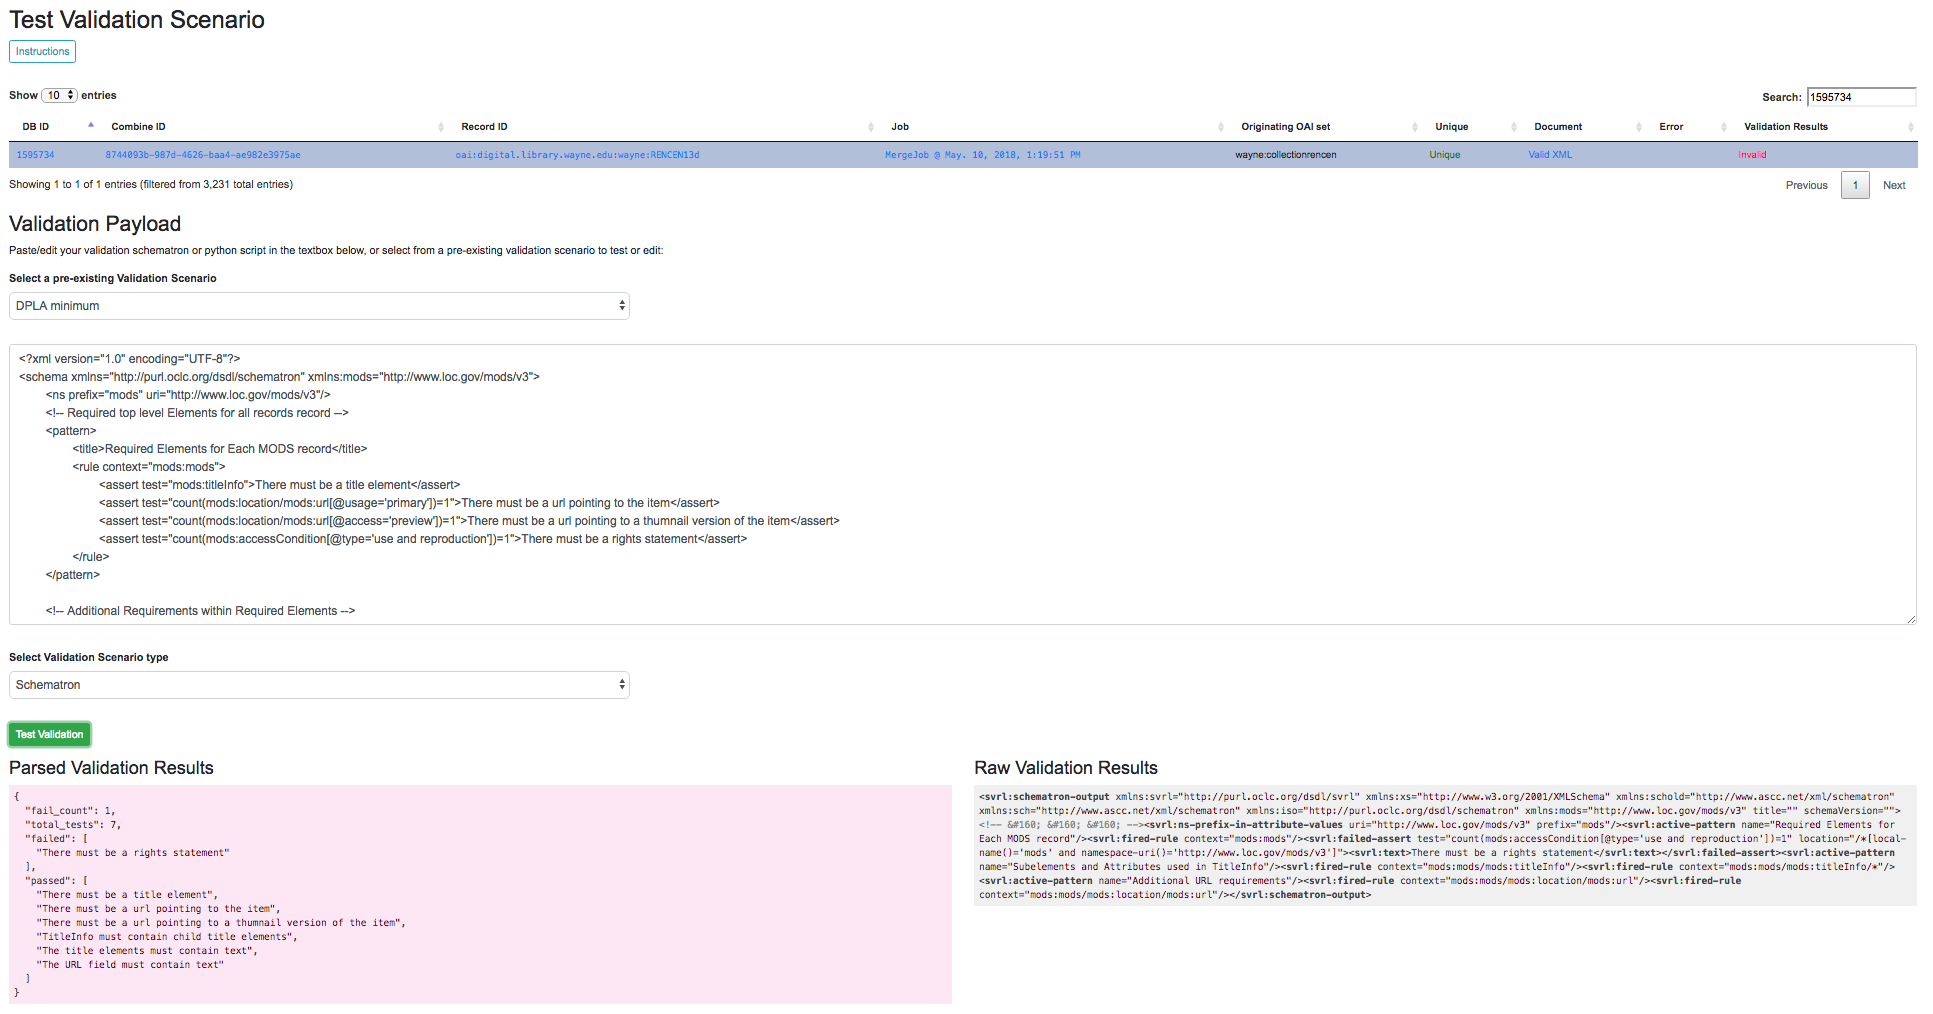 Test Validation Scenario
Instructions
Show 10 entries
Search: 1595734
DB ID Combine ID Record ID Job Originating OAI set Unique Document Error Validation Results
1595734 8744093b-987d-4626-baa4-ae982e3975ae oai:digital.library.wayne.edu:wayne:RENCEN13d MergeJob @ May. 10, 2018, 1:19:51 PM wayne:collectionrencen Unique Valid XML Invalid
Showing 1 to 1 of 1 entries (filtered from 3,231 total entries)
Previous 1 Next
Validation Payload
Paste/edit your validation schematron or python script in the textbox below, or select from a pre-existing validation scenario to test or edit:
Select a pre-existing Validation Scenario
DPLA minimum
<?xml version="1.0" encoding="UTF-8"?>
<schema xmlns="http://purl.oclc.org/dsdl/schematron" xmlns:mods="http://www.loc.gov/mods/v3">
<ns prefix="mods" uri="http://www.loc.gov/mods/v3"/>
<!-- Required top level Elements for all records record -->
<pattern>
<title>Required Elements for Each MODS record</title>
<rule context="mods:mods">
<assert test="mods:titleInfo">There must be a title element</assert>
<assert test="count(mods:location/mods:url[@usage='primary'])=1">There must be a url pointing to the item</assert>
<assert test="count(mods:location/mods:url[@access='preview'])=1">There must be a url pointing to a thumnail version of the item</assert>
<assert test="count(mods:accessCondition[@type='use and reproduction'])=1">There must be a rights statement</assert>
</rule>
</pattern>
<!-- Additional Requirements within Required Elements -->
Select Validation Scenario type
Schematron
Test Validation
Parsed Validation Results
{
"fail_count": 1,
"total_tests": 7,
"failed": [
"There must be a rights statement"
],
"passed": [
"There must be a title element",
"There must be a url pointing to the item",
"There must be a url pointing to a thumnail version of the item",
"TitleInfo must contain child title elements",
"The title elements must contain text",
"The URL field must contain text"
]
}
Raw Validation Results
<svrl:schematron-output xmlns:svrl="http://purl.oclc.org/dsdl/svrl" xmlns:xs="http://www.w3.org/2001/XMLSchema" xmlns:schold="http://www.ascc.net/xml/schematron"
xmlns:sch="http://www.ascc.net/xml/schematron" xmlns:iso="http://purl.oclc.org/dsdl/schematron" xmlns:mods="http://www.loc.gov/mods/v3" title="" schemaVersion="">
<!-- &#160; &#160; &#160; --><svrl:ns-prefix-in-attribute-values uri="http://www.loc.gov/mods/v3" prefix="mods"/><svrl:active-pattern name="Required Elements for
Each MODS record"/><svrl:fired-rule context="mods:mods"/><svrl:failed-assert test="count(mods:accessCondition[@type='use and reproduction'])=1" location="/*[local-
name()='mods' and namespace-uri()='http://www.loc.gov/mods/v3']"><svrl:text>There must be a rights statement</svrl:text></svrl:failed-assert><svrl:active-pattern
name="Subelements and Attributes used in TitleInfo"/><svrl:fired-rule context="mods:mods/mods:titleInfo"/><svrl:fired-rule context="mods:mods/mods:titleInfo/*"/>
<svrl:active-pattern name="Additional URL requirements"/><svrl:fired-rule context="mods:mods/mods:location/mods:url"/><svrl:fired-rule
context="mods:mods/mods:location/mods:url"/></svrl:schematron-output>